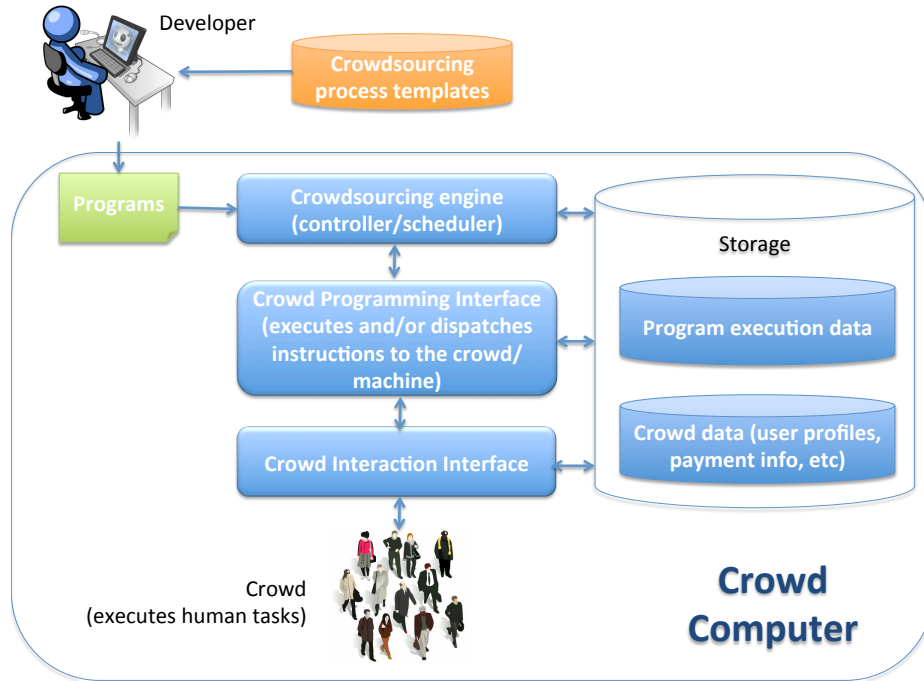 Developer
Crowdsourcing
process templates
Programs
Crowdsourcing engine
(controller/scheduler)
Storage
Crowd Programming Interface
(executes and/or dispatches
instructions to the crowd/
machine)
Program execution data
Crowd Interaction Interface
Crowd data (user profiles,
payment info, etc)
Crowd
(executes human tasks)
Crowd
Computer